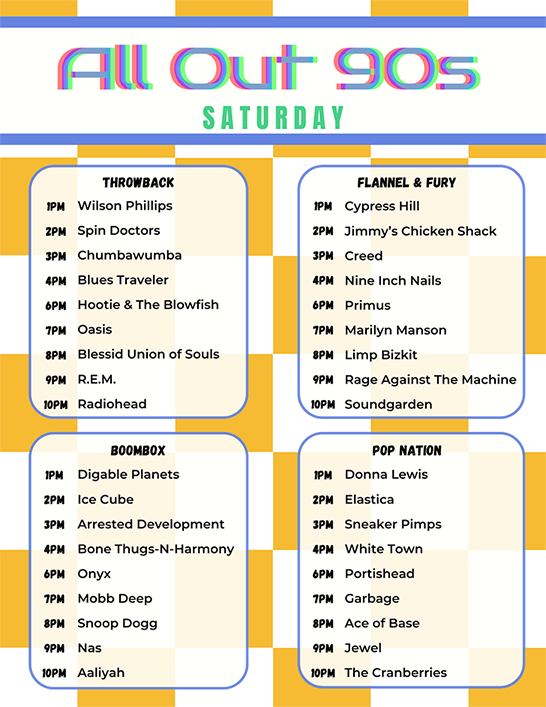 All Out 90s
SATURDAY
THROWBACK
1PM Wilson Phillips
2PM Spin Doctors
3PM Chumbawumba
4PM Blues Traveler
6PM Hootie & The Blowfish
7PM Oasis
8PM Blessid Union of Souls
9PM R.E.M.
10PM Radiohead
FLANNEL & FURY
1PM Cypress Hill
2PM Jimmy's Chicken Shack
3PM Creed
4PM Nine Inch Nails
6PM Primus
7PM Marilyn Manson
8PM Limp Bizkit
9PM Rage Against The Machine
10PM Soundgarden
BOOMBOX
1PM Digable Planets
2PM Ice Cube
3PM Arrested Development
4PM Bone Thugs-N-Harmony
6PM Onyx
7PM Mobb Deep
8PM Snoop Dogg
9PM Nas
10PM Aaliyah
POP NATION
1PM Donna Lewis
2PM Elastica
3PM Sneaker Pimps
4PM White Town
6PM Portishead
7PM Garbage
8PM Ace of Base
9PM Jewel
10PM The Cranberries